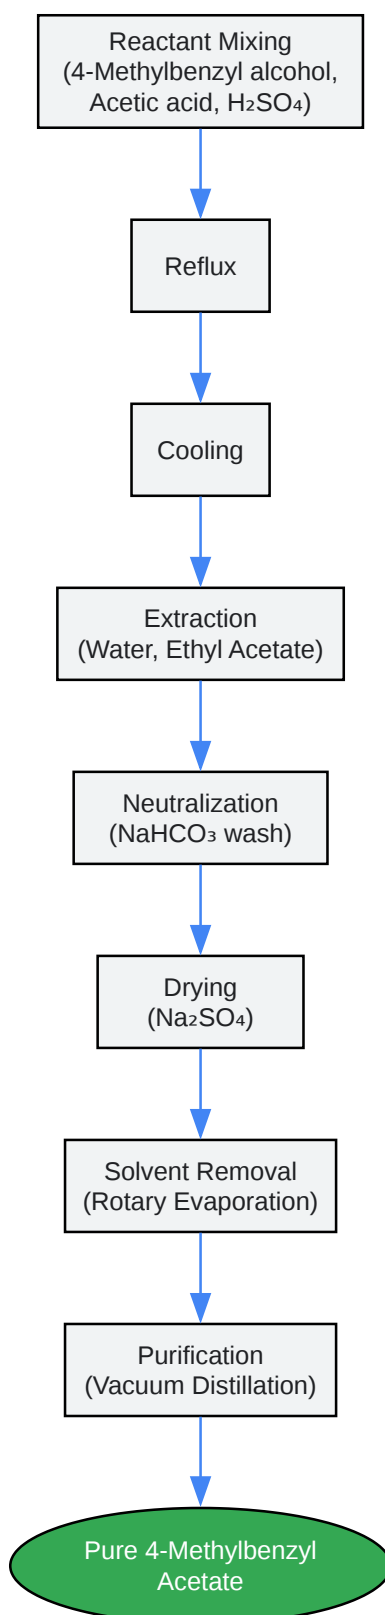 Reactant Mixing
(4-Methylbenzyl alcohol,
Acetic acid, H₂SO₄)
Reflux
Cooling
Extraction
(Water, Ethyl Acetate)
Neutralization
(NaHCO₃ wash)
Drying
(Na₂SO₄)
Solvent Removal
(Rotary Evaporation)
Purification
(Vacuum Distillation)
Pure 4-Methylbenzyl
Acetate